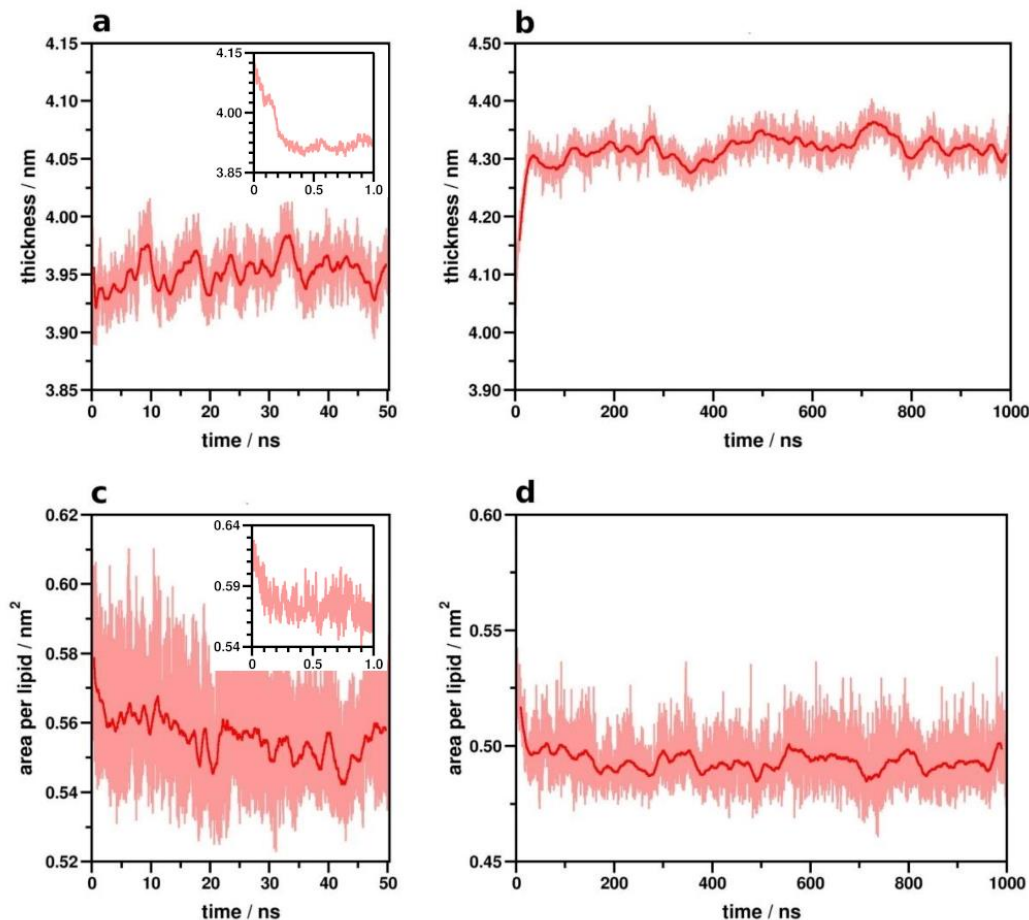 a
4.15
4.10
4.05
4.00
3.95
3.90
3.85
thickness / nm
0 10 20 30 40 50
time / ns
4.15
4.00
3.85
0 0.5 1.0
b
4.50
4.40
4.30
4.20
4.10
4.00
3.90
thickness / nm
0 200 400 600 800 1000
time / ns
c
0.62
0.60
0.58
0.56
0.54
0.52
area per lipid / nm²
0 10 20 30 40 50
time / ns
0.64
0.59
0.54
0 0.5 1.0
d
0.60
0.55
0.50
0.45
area per lipid / nm²
0 200 400 600 800 1000
time / ns